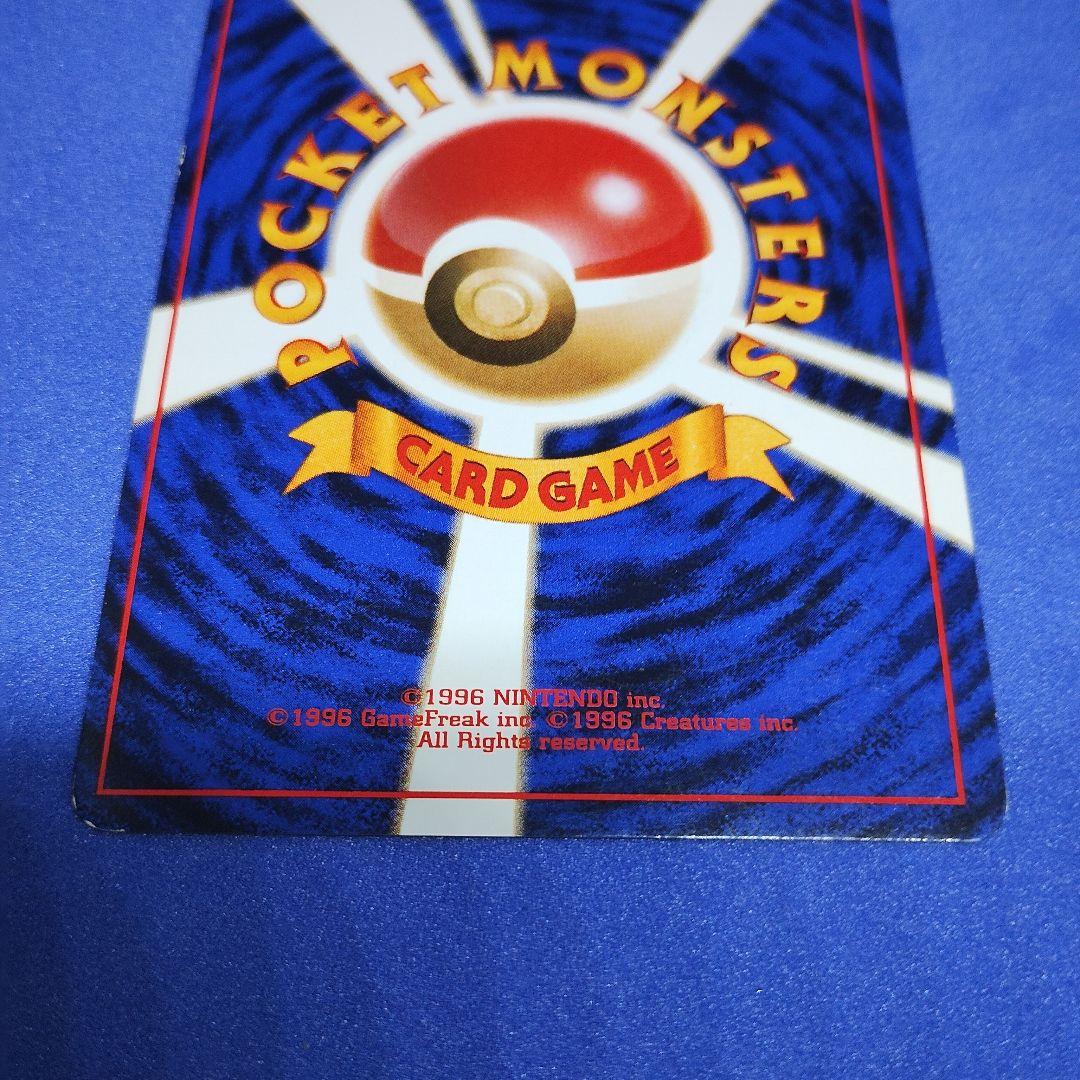 POCKET MONSTERS
CARD GAME
©1996 NINTENDO inc.
©1996 GameFreak inc. ©1996 Creatures inc.
All Rights reserved.